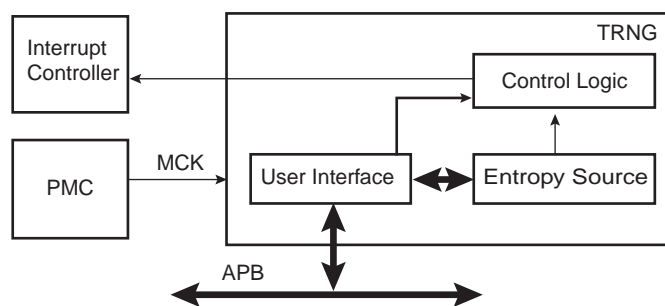 TRNG
Interrupt
Controller
Control Logic
MCK
PMC
User Interface
Entropy Source
APB